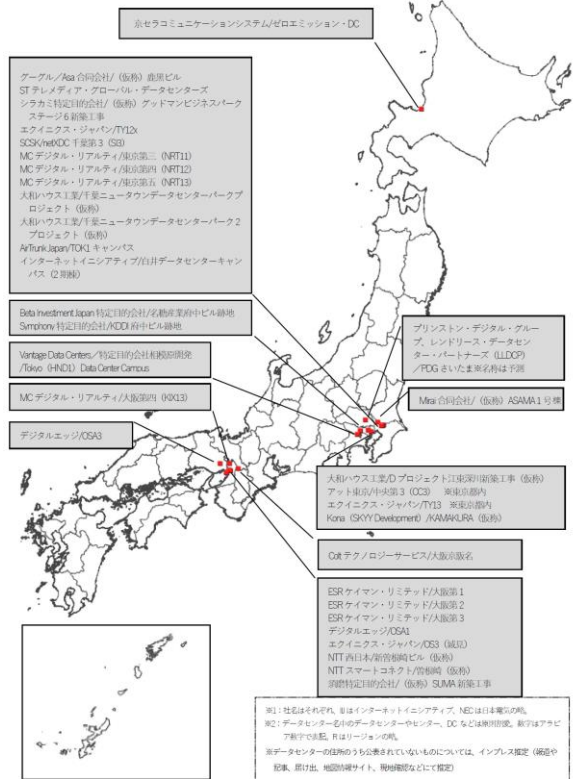 京セラコミュニケーションシステム/ゼロエミッション・DC
グーグル/Asa 合同会社/（仮称）鹿黒ビル
ST テレメディア・グローバル・データセンターズ
シラカミ特定目的会社/（仮称）グッドマンビジネスパーク
ステージ 6 新築工事
エクイニクス・ジャパン/TY12x
SCSK/netXDC 千葉第 3（SI3）
MC デジタル・リアルティ/東京第三（NRT11）
MC デジタル・リアルティ/東京第四（NRT12）
MC デジタル・リアルティ/東京第五（NRT13）
大和ハウス工業/千葉ニュータウンデータセンターパークプ
ロジェクト（仮称）
大和ハウス工業/千葉ニュータウンデータセンターパーク 2
プロジェクト（仮称）
AirTrunk Japan/TOK1 キャンパス
インターネットイニシアティブ/白井データセンターキャン
パス（2 期棟）
Beta Investiment Japan 特定目的会社/名糖産業府中ビル跡地
Symphony 特定目的会社/KDDI 府中ビル跡地
Vantage Data Centers／特定目的会社相模原開発
/Tokyo（HND1）Data Center Campus
MC デジタル・リアルティ/大阪第四（KIX13）
デジタルエッジ/OSA3
プリンストン・デジタル・グルー
プ、レンドリース・データセン
ター・パートナーズ（LLDCP）
／PDG さいたま※名称は予測
Mirai 合同会社/（仮称）ASAMA 1 号棟
大和ハウス工業/D プロジェクト江東深川新築工事（仮称）
アット東京/中央第 3（CC3）　※東京都内
エクイニクス・ジャパン/TY13　※東京都内
Kona（SKYY Development）/KAMAKURA（仮称）
Colt テクノロジーサービス/大阪京阪名
ESR ケイマン・リミテッド/大阪第 1
ESR ケイマン・リミテッド/大阪第 2
ESR ケイマン・リミテッド/大阪第 3
デジタルエッジ/OSA1
エクイニクス・ジャパン/OS3（城見）
NTT 西日本/新曽根崎ビル（仮称）
NTT スマートコネクト/曽根崎（仮称）
須磨特定目的会社/（仮称）SUMA 新築工事
※1：社名はそれぞれ、IIJ はインターネットイニシアティブ、NEC は日本電気の略。
※2：データセンター名中のデータセンターやセンター、DC などは原則割愛。数字はアラビ
ア数字で表記。R はリージョンの略。
※データセンターの住所のうち公表されていないものについては、インプレス推定（報道や
記事、届け出、地図情報サイト、現地確認などにて推定）